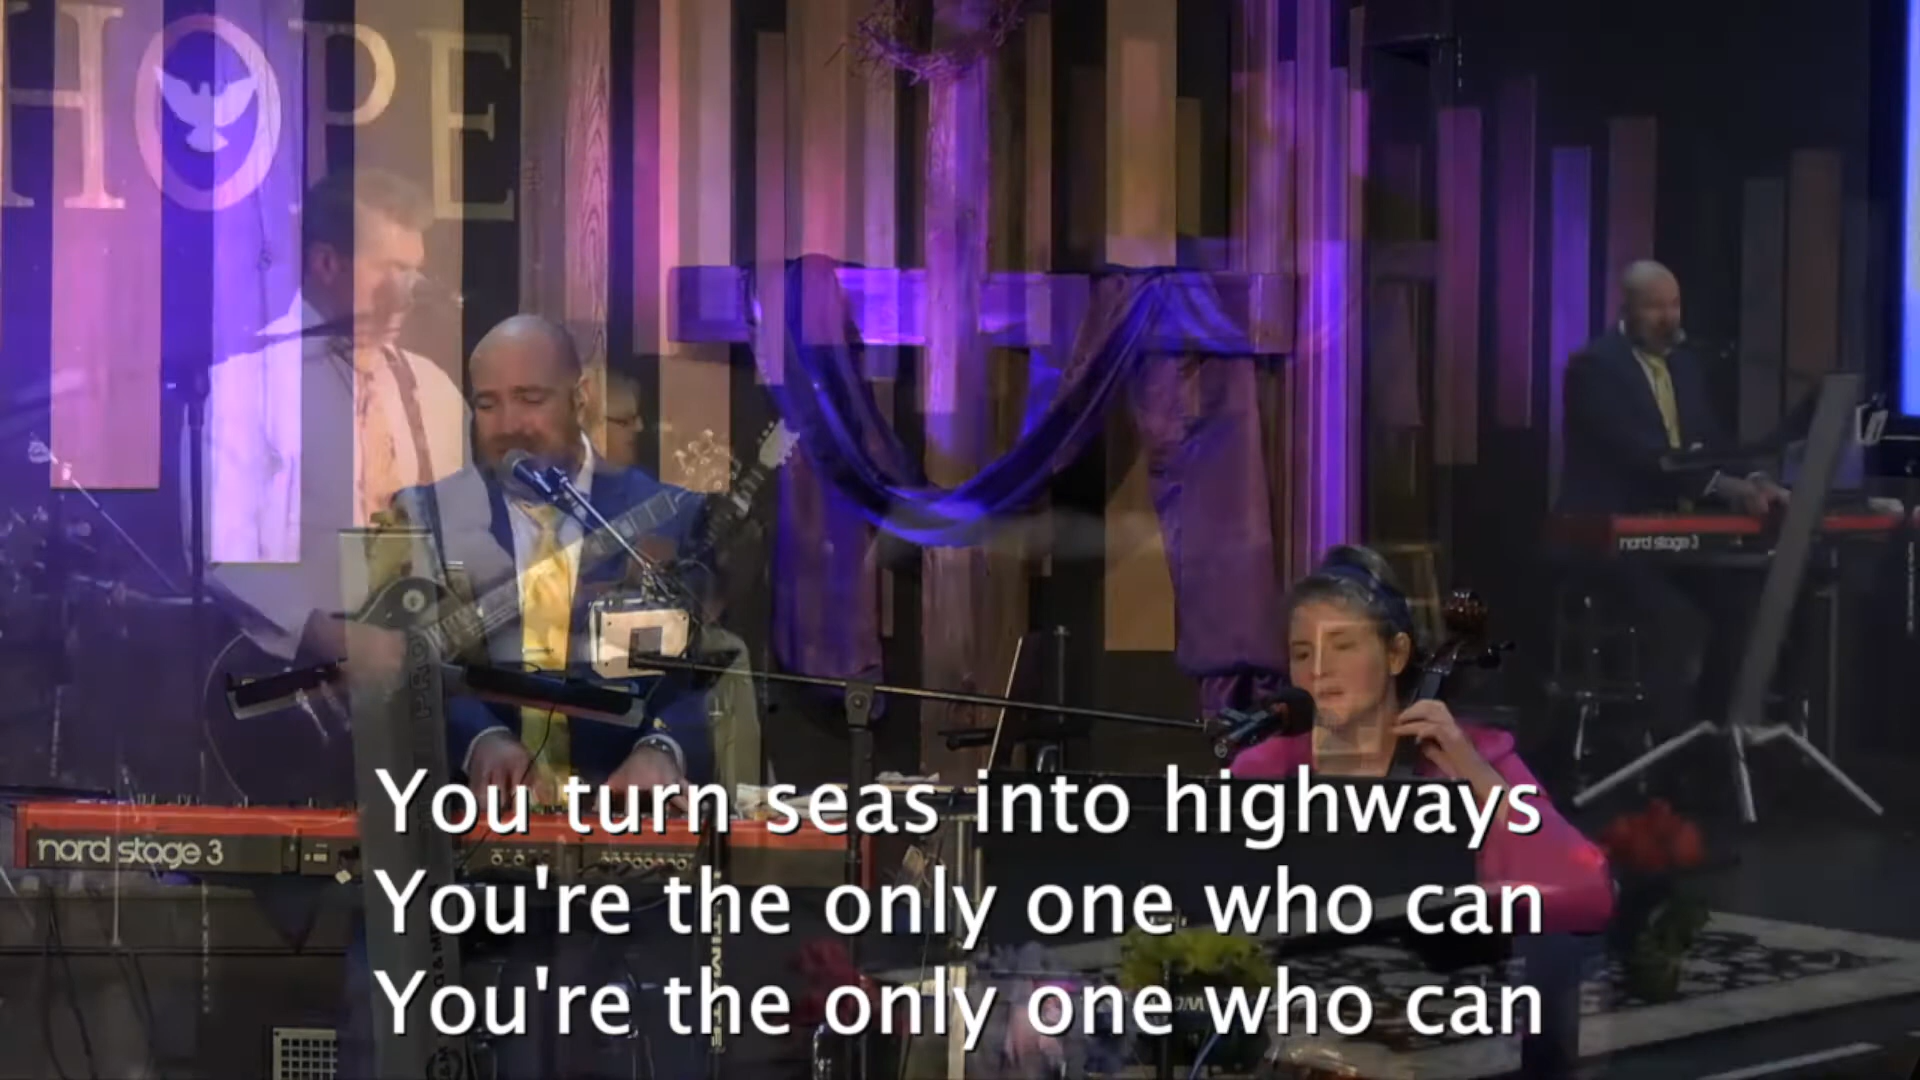 HOPE
nord stage 3
nord stage 3
You turn seas into highways
You're the only one who can
You're the only one who can